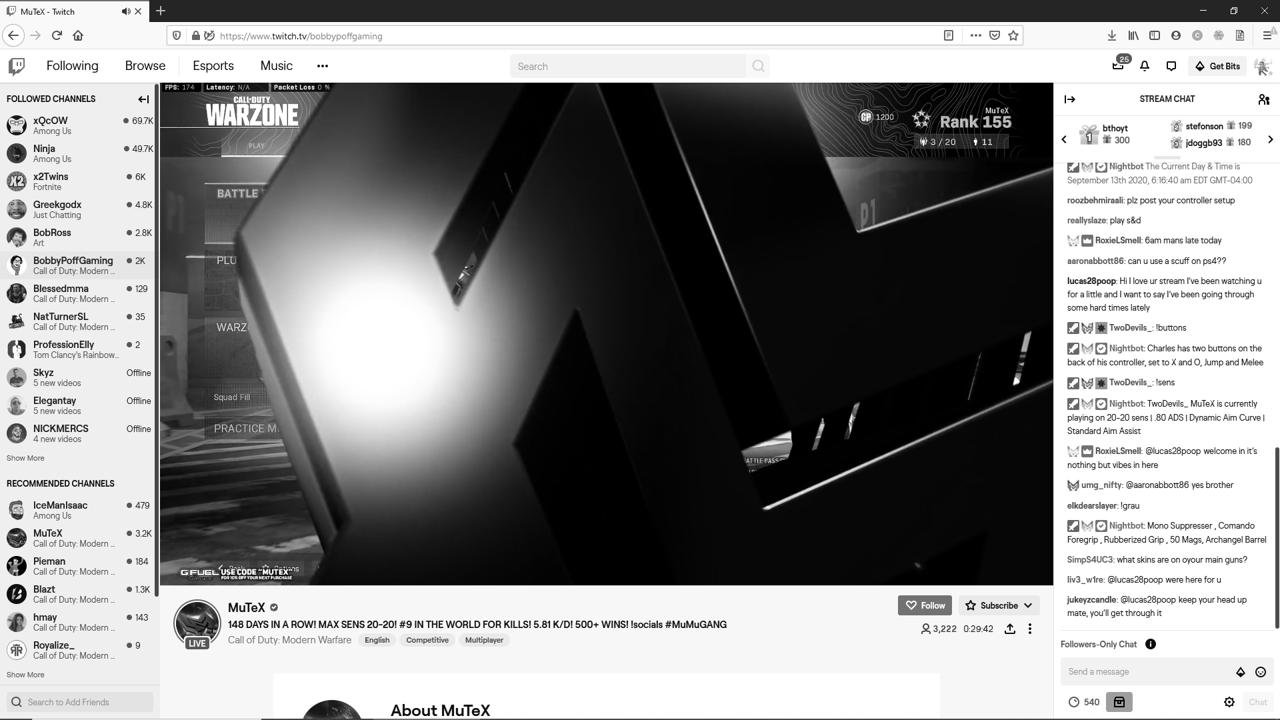 MuTeX - Twitch
https://www.twitch.tv/bobbypoffgaming
Following
Browse
Esports
Music
Search
25
Get Bits
FOLLOWED CHANNELS
xQcOW
69.7K
Among Us
Ninja
49.7K
Among Us
x2Twins
6K
Fortnite
Greekgodx
4.8K
Just Chatting
BobRoss
2.8K
Art
BobbyPoffGaming
2K
Call of Duty: Modern ...
Blessedmma
129
Call of Duty: Modern ...
NatTurnerSL
35
Call of Duty: Modern ...
ProfessionElly
2
Tom Clancy's Rainbow...
Skyz
Offline
5 new videos
Elegantay
Offline
5 new videos
NICKMERCS
Offline
4 new videos
Show More
RECOMMENDED CHANNELS
IceManIsaac
479
Among Us
MuTeX
3.2K
Call of Duty: Modern ...
Pieman
184
Call of Duty: Modern ...
Blazt
1.3K
Call of Duty: Modern ...
hmay
143
Call of Duty: Modern ...
Royalize_
9
Call of Duty: Modern ...
Show More
Search to Add Friends
FPS: 174 Latency: N/A Packet Loss 0 %
CALL OF DUTY
WARZONE
PLAY
CP 1200
MuTeX
Rank 155
3 / 20
11
BATTLE
PLU
WARZ
Squad Fill
PRACTICE M
G FUEL USE CODE "MUTEX"
FOR 10% OFF YOUR NEXT PURCHASE
MuTeX
LIVE
148 DAYS IN A ROW! MAX SENS 20-20! #9 IN THE WORLD FOR KILLS! 5.81 K/D! 500+ WINS! !socials #MuMuGANG
Call of Duty: Modern Warfare
English
Competitive
Multiplayer
Follow
Subscribe
3,222
0:29:42
About MuTeX
STREAM CHAT
1
bthoyt
300
2
stefonson
199
3
jdoggb93
180
Nightbot The Current Day & Time is
September 13th 2020, 6:16:40 am EDT GMT-04:00
roozbehmiraali: plz post your controller setup
reallyslaze: play s&d
RoxieLSmell: 6am mans late today
aaronabbott86: can u use a scuff on ps4??
lucas28poop: Hi I love ur stream I've been watching u
for a little and I want to say I've been going through
some hard times lately
TwoDevils_: !buttons
Nightbot: Charles has two buttons on the
back of his controller, set to X and O, Jump and Melee
TwoDevils_: !sens
Nightbot: TwoDevils_ MuTeX is currently
playing on 20-20 sens | .80 ADS | Dynamic Aim Curve |
Standard Aim Assist
RoxieLSmell: @lucas28poop welcome in it's
nothing but vibes in here
umg_nifty: @aaronabbott86 yes brother
elkdearslayer: !grau
Nightbot: Mono Suppresser , Comando
Foregrip , Rubberized Grip , 50 Mags, Archangel Barrel
SimpS4UC3: what skins are on oyour main guns?
liv3_w1re: @lucas28poop were here for u
jukeyzcandle: @lucas28poop keep your head up
mate, you'll get through it
Followers-Only Chat
Send a message
540
Chat